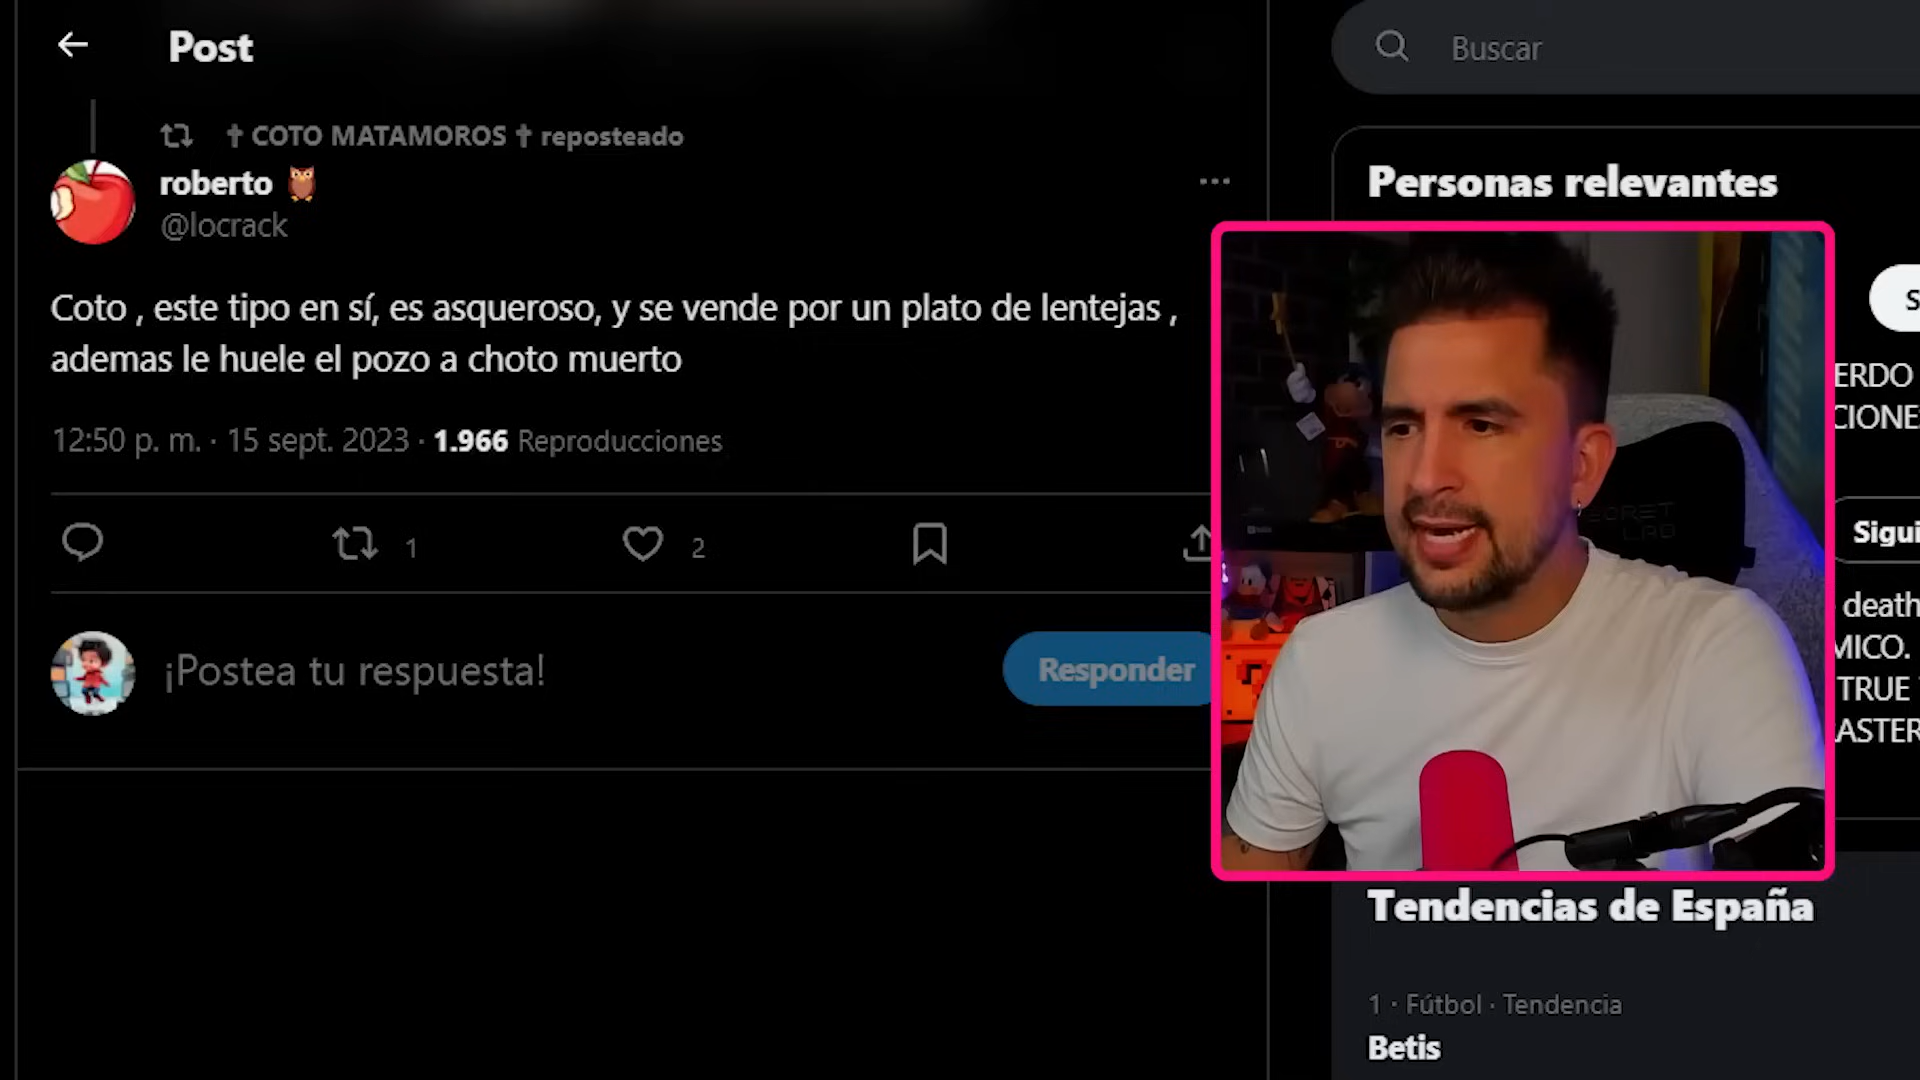 Post
Buscar
✝ COTO MATAMOROS ✝ reposteado
roberto 🦉
@locrack
Coto , este tipo en sí, es asqueroso, y se vende por un plato de lentejas ,
ademas le huele el pozo a choto muerto
12:50 p. m. · 15 sept. 2023 · 1.966 Reproducciones
1
2
¡Postea tu respuesta!
Responder
Personas relevantes
S
ERDO
CIONE
Sigui
death
MICO.
TRUE
ASTER
SECRET
LAB
Tendencias de España
1 · Fútbol · Tendencia
Betis